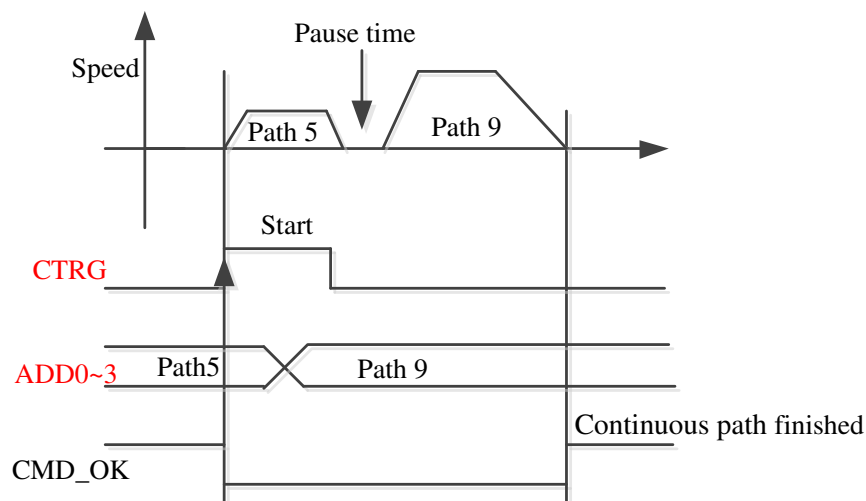 Pause time
Speed
Path 5
Path 9
Start
CTRG
ADD0~3
Path5
Path 9
Continuous path finished
CMD_OK